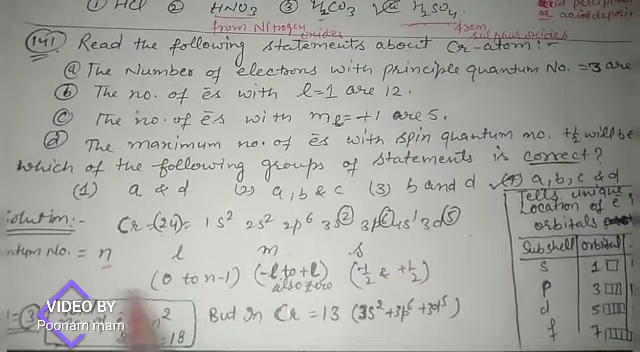 ① HCl ② HNO3 ③ H2CO3 H2SO4
from Nitrogen oxides
from sulphur oxides
or acid deposi
141. Read the following statements about Cr-atom:-
ⓐ The Number of electrons with principle quantum No. = 3 are
ⓑ The no. of ēs with l=1 are 12.
ⓒ The no. of ēs with ml=+1 are 5.
ⓓ The maximum no. of ēs with spin quantum no. +½ will be
which of the following groups of statements is correct?
(1) a & d (2) a, b & c (3) b and d (4) a, b, c & d
Solution:- Cr-(24)= 1s² 2s² 2p⁶ 3s² 3p⁶ 4s¹ 3d⁵
ntum No. = n l m s
(0 to n-1) (-l to +l) (-½ & +½)
also zero
n²
=18
But In Cr = 13 (3s²+3p⁶+3d⁵)
Tells unique
Location of ē
orbitals
Subshell orbital
s 1
p 3
d 5
f 7
VIDEO BY
Poonam mam